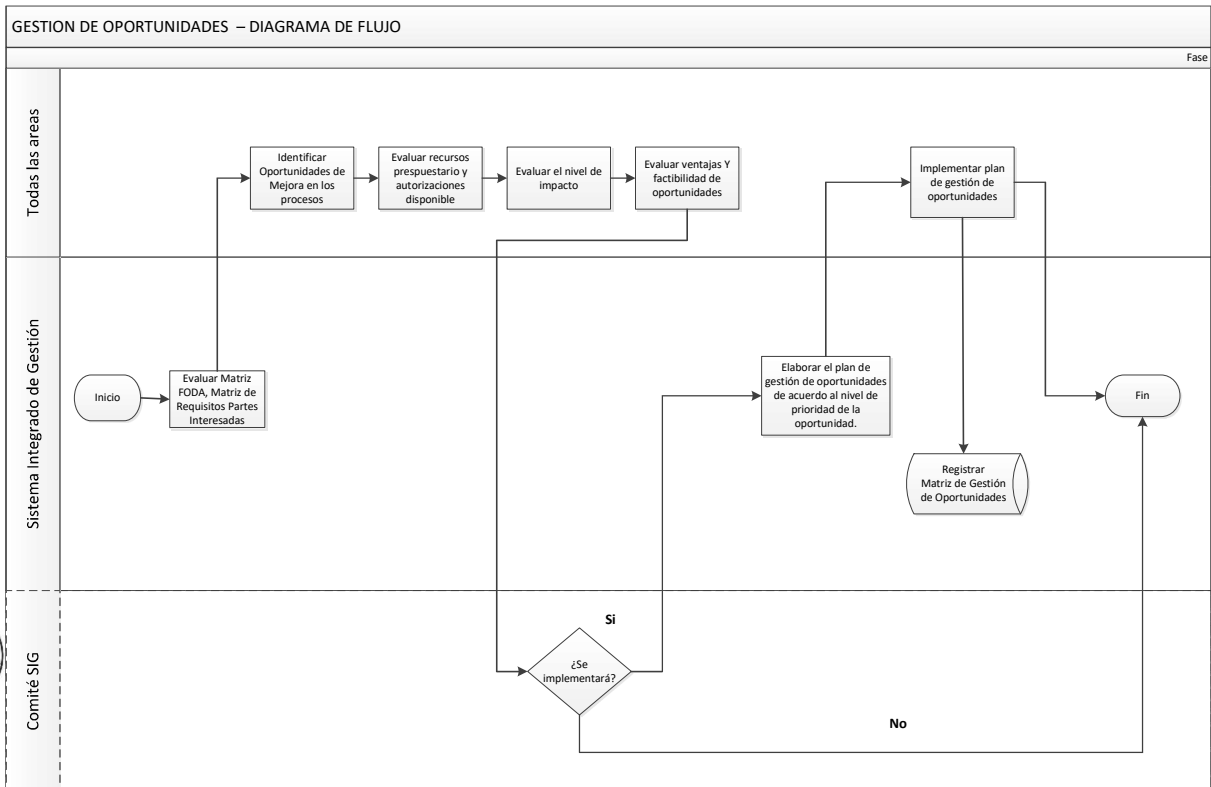 GESTION DE OPORTUNIDADES – DIAGRAMA DE FLUJO
Fase
Todas las areas
Identificar
Oportunidades de
Mejora en los
procesos
Evaluar recursos
prespuestario y
autorizaciones
disponible
Evaluar el nivel de
impacto
Evaluar ventajas Y
factibilidad de
oportunidades
Implementar plan
de gestión de
oportunidades
Sistema Integrado de Gestión
Inicio
Evaluar Matriz
FODA, Matriz de
Requisitos Partes
Interesadas
Elaborar el plan de
gestión de oportunidades
de acuerdo al nivel de
prioridad de la
oportunidad.
Fin
Registrar
Matriz de Gestión
de Oportunidades
Comité SIG
Si
¿Se
implementará?
No